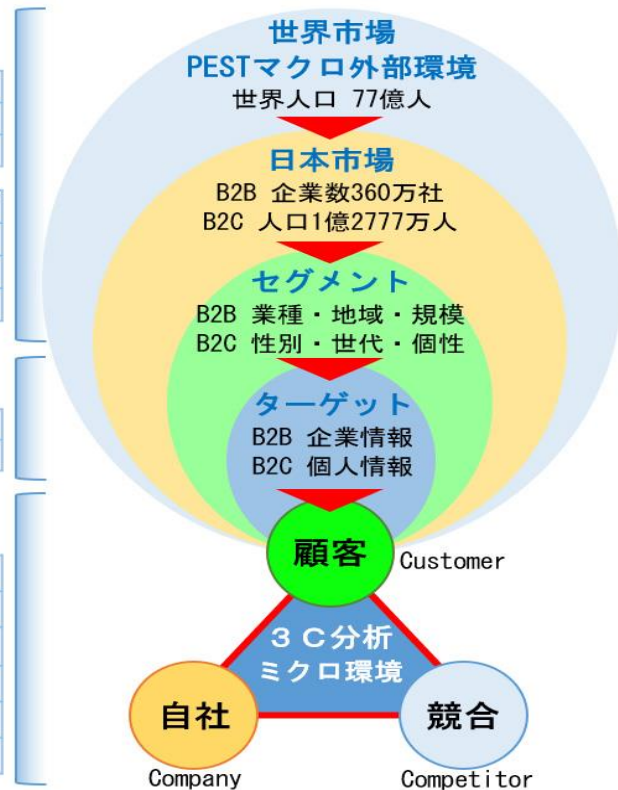 世界市場
PESTマクロ外部環境
世界人口 77億人
日本市場
B2B 企業数360万社
B2C 人口1億2777万人
セグメント
B2B 業種・地域・規模
B2C 性別・世代・個性
ターゲット
B2B 企業情報
B2C 個人情報
顧客
Customer
3C分析
ミクロ環境
自社
競合
Company
Competitor